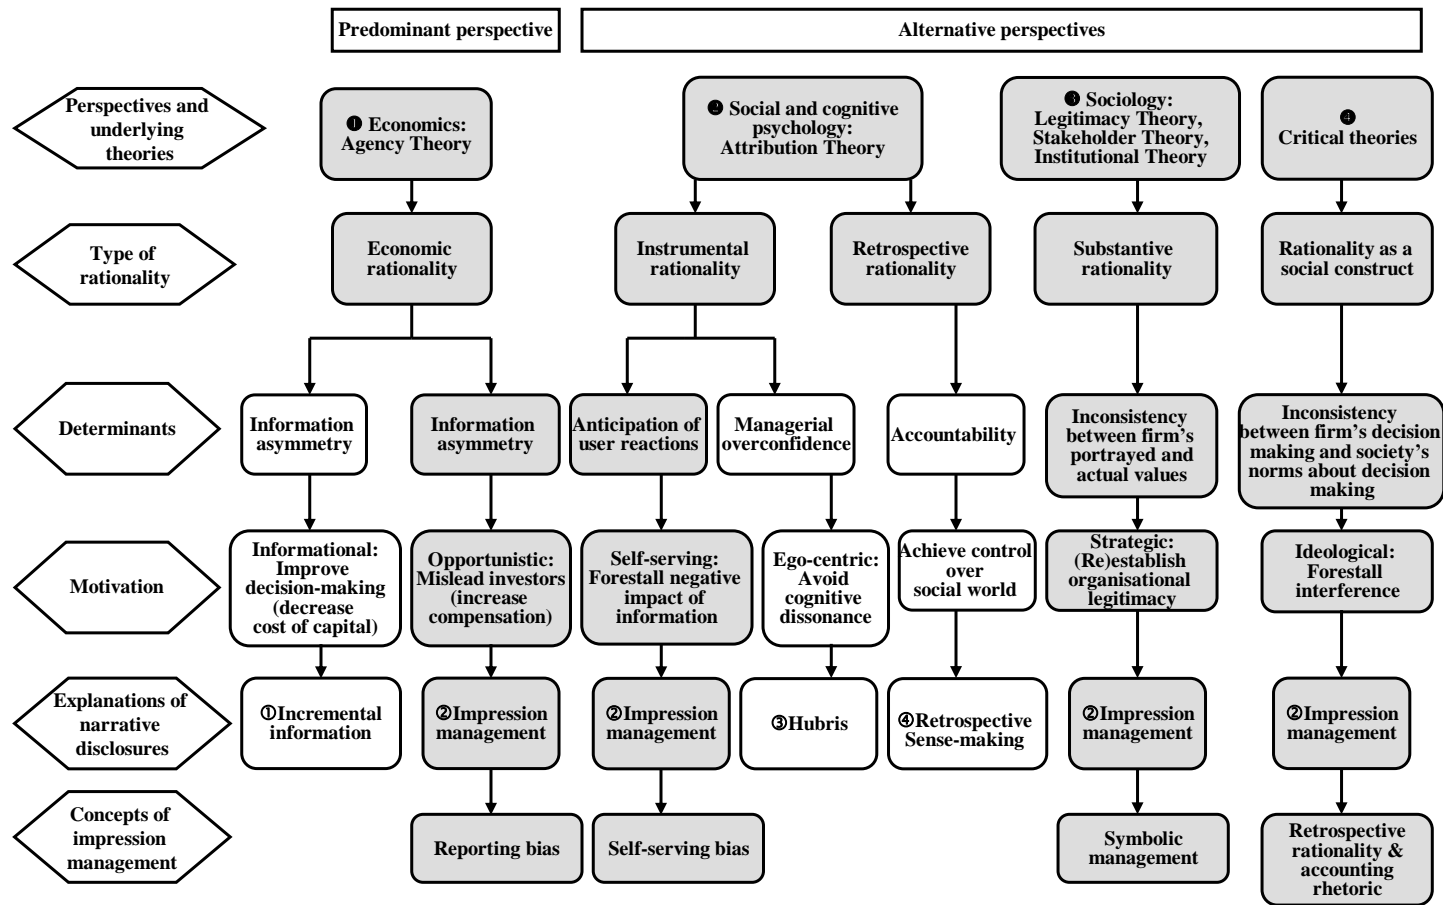 Predominant perspective
Alternative perspectives
Perspectives and
underlying
theories
❶ Economics:
Agency Theory
❷ Social and cognitive
psychology:
Attribution Theory
❸ Sociology:
Legitimacy Theory,
Stakeholder Theory,
Institutional Theory
❹
Critical theories
Type of
rationality
Economic
rationality
Instrumental
rationality
Retrospective
rationality
Substantive
rationality
Rationality as a
social construct
Determinants
Information
asymmetry
Information
asymmetry
Anticipation of
user reactions
Managerial
overconfidence
Accountability
Inconsistency
between firm's
portrayed and
actual values
Inconsistency
between firm's decision
making and society's
norms about decision
making
Motivation
Informational:
Improve
decision-making
(decrease
cost of capital)
Opportunistic:
Mislead investors
(increase
compensation)
Self-serving:
Forestall negative
impact of
information
Ego-centric:
Avoid
cognitive
dissonance
Achieve control
over
social world
Strategic:
(Re)establish
organisational
legitimacy
Ideological:
Forestall
interference
Explanations of
narrative
disclosures
①Incremental
information
②Impression
management
②Impression
management
③Hubris
④Retrospective
Sense-making
②Impression
management
②Impression
management
Concepts of
impression
management
Reporting bias
Self-serving bias
Symbolic
management
Retrospective
rationality &
accounting
rhetoric